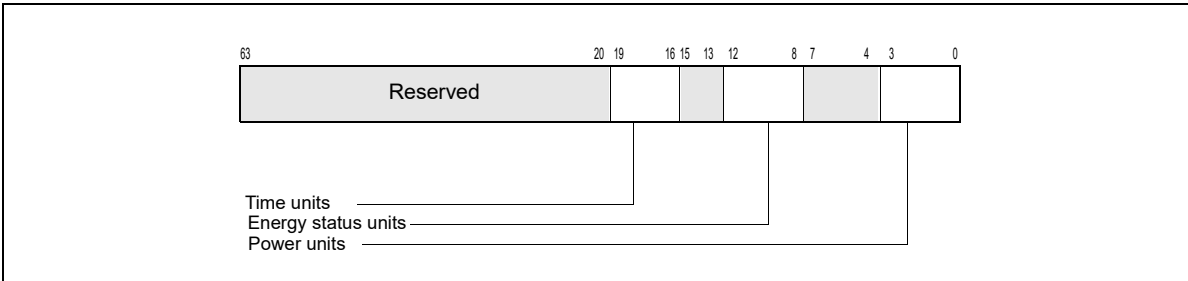 63 20 19 16 15 13 12 8 7 4 3 0
Reserved
Time units
Energy status units
Power units